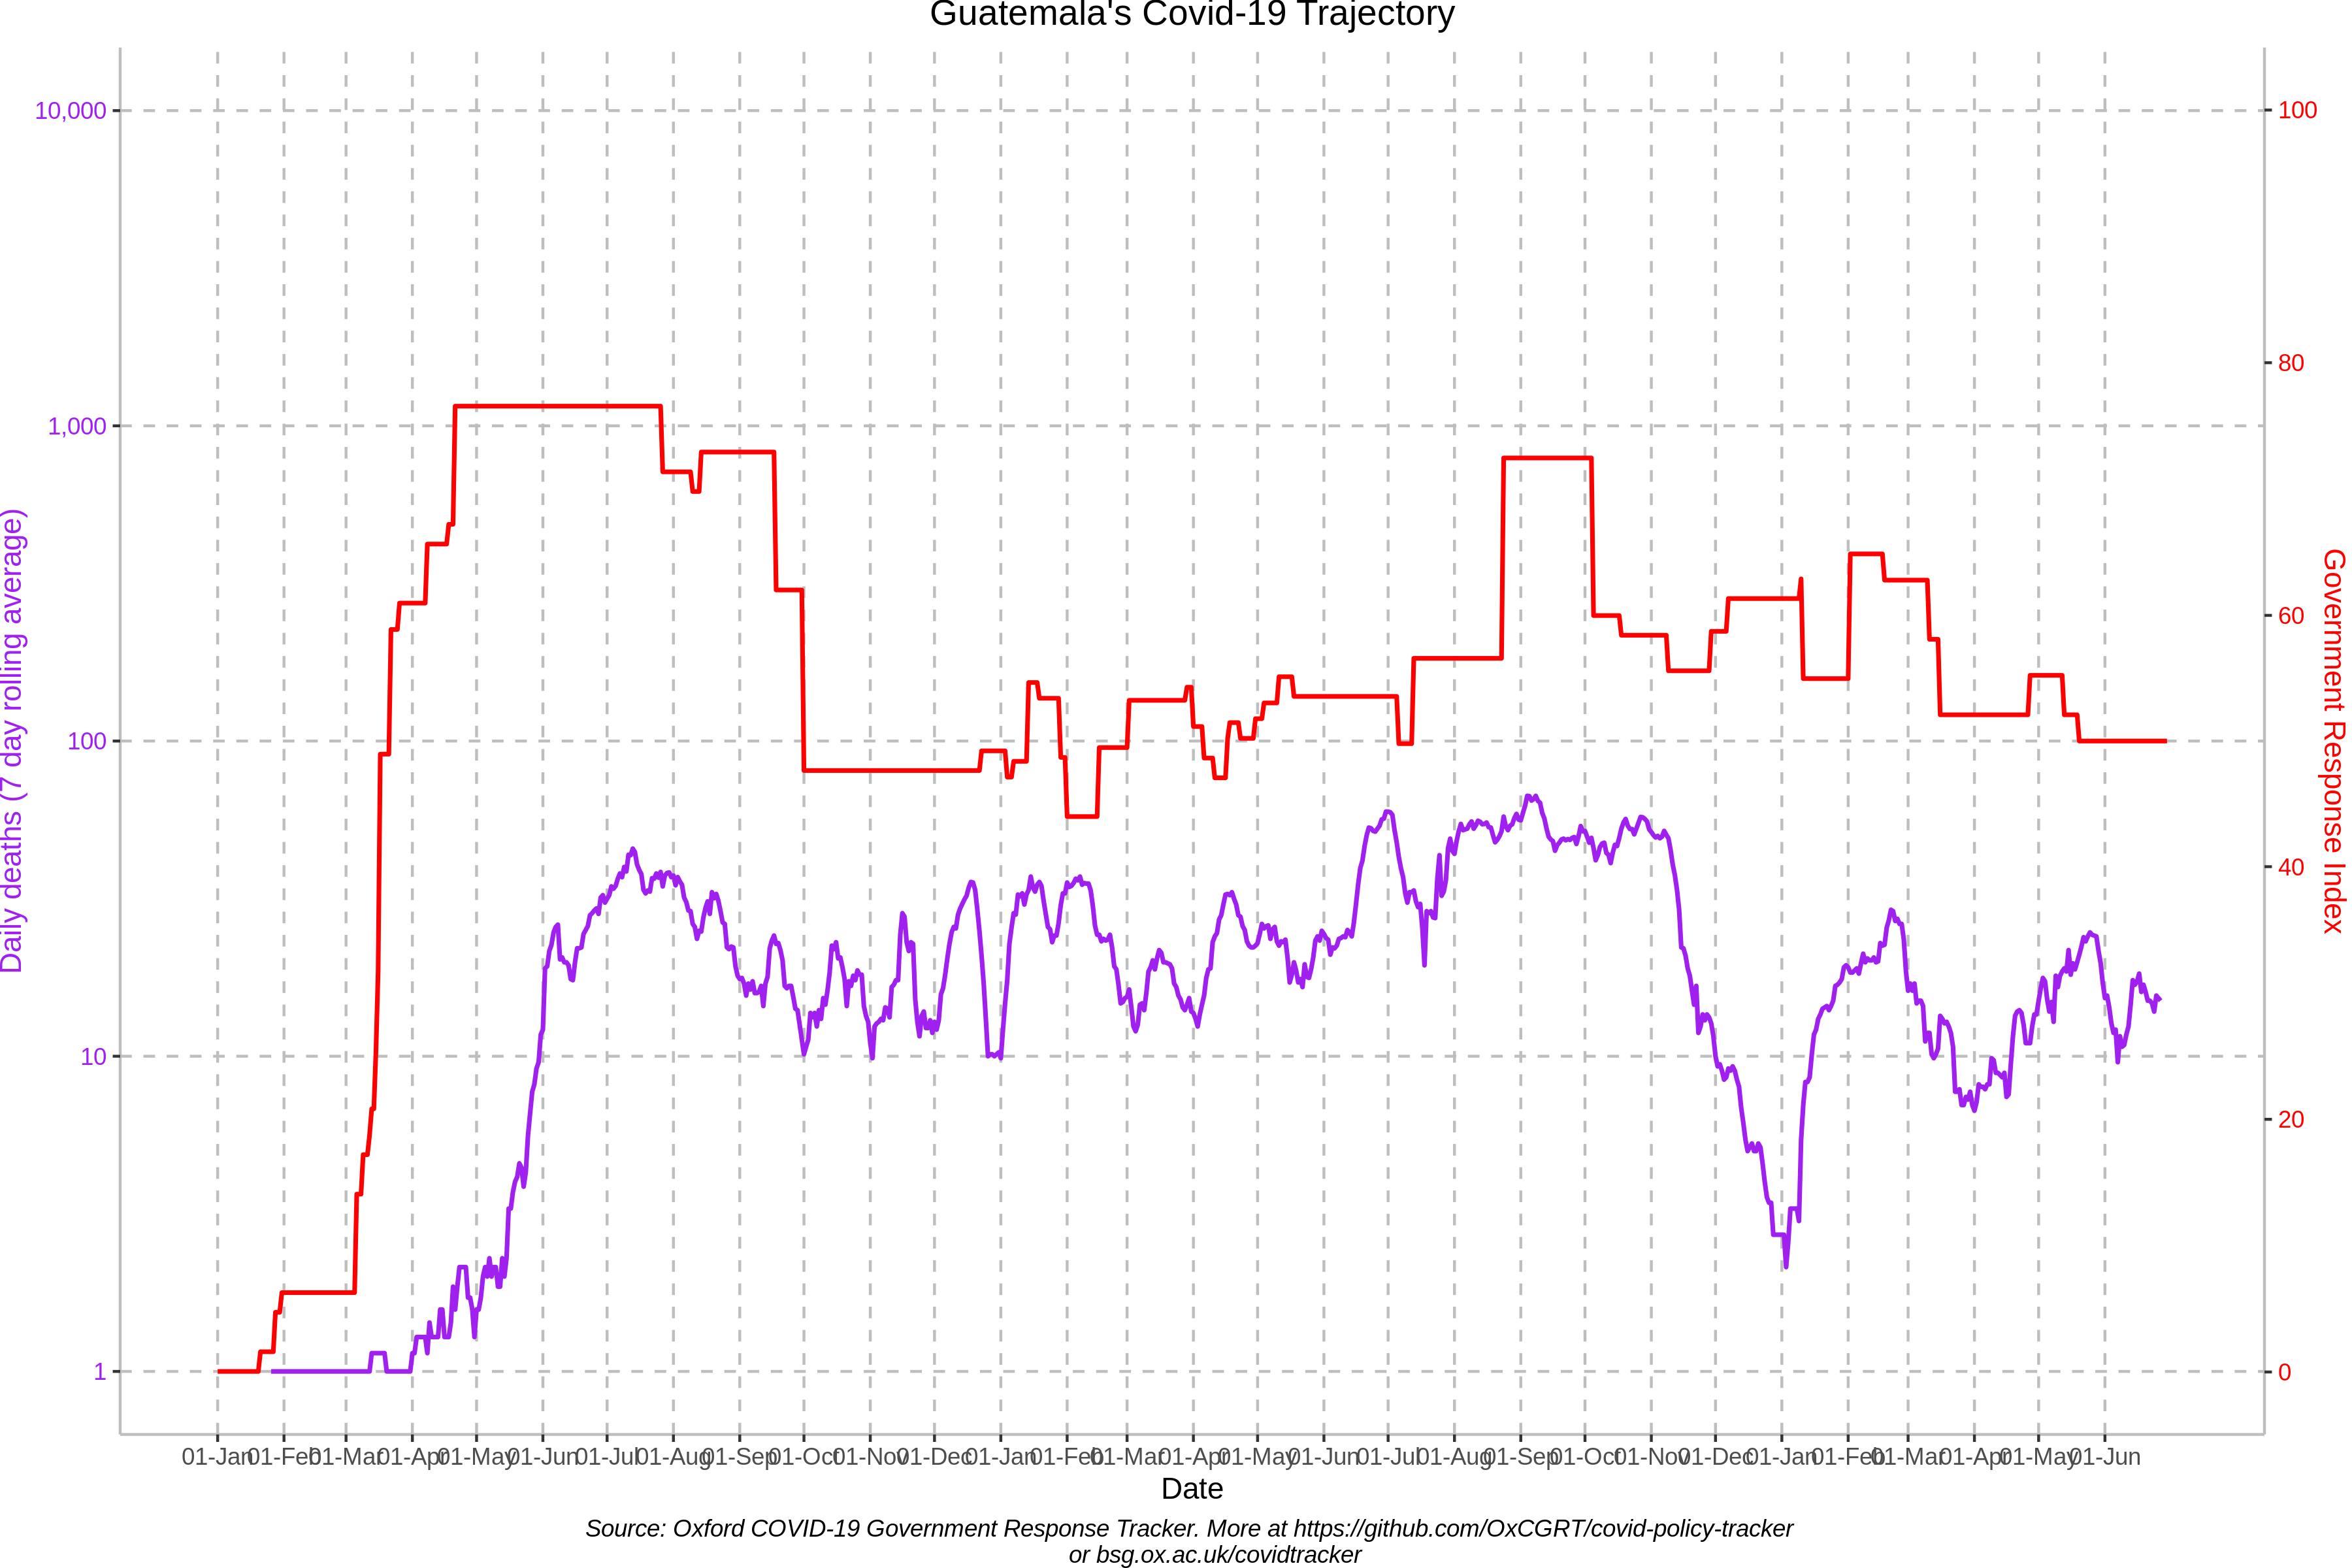 Guatemala's Covid-19 Trajectory
10,000
1,000
100
10
1
Daily deaths (7 day rolling average)
100
80
60
40
20
0
Government Response Index
01-Jan 01-Feb 01-Mar 01-Apr 01-May 01-Jun 01-Jul 01-Aug 01-Sep 01-Oct 01-Nov 01-Dec 01-Jan 01-Feb 01-Mar 01-Apr 01-May 01-Jun 01-Jul 01-Aug 01-Sep 01-Oct 01-Nov 01-Dec 01-Jan 01-Feb 01-Mar 01-Apr 01-May 01-Jun
Date
Source: Oxford COVID-19 Government Response Tracker. More at https://github.com/OxCGRT/covid-policy-tracker
or bsg.ox.ac.uk/covidtracker